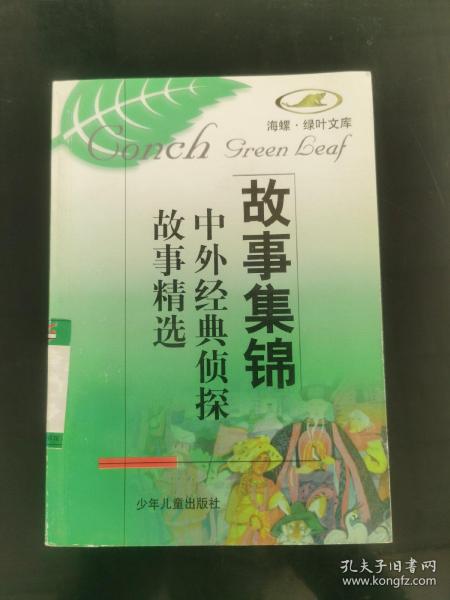 海螺·绿叶文库
Conch Green Leaf
故事集锦
中外经典侦探
故事精选
少年儿童出版社
孔夫子旧书网
www.kongfz.com